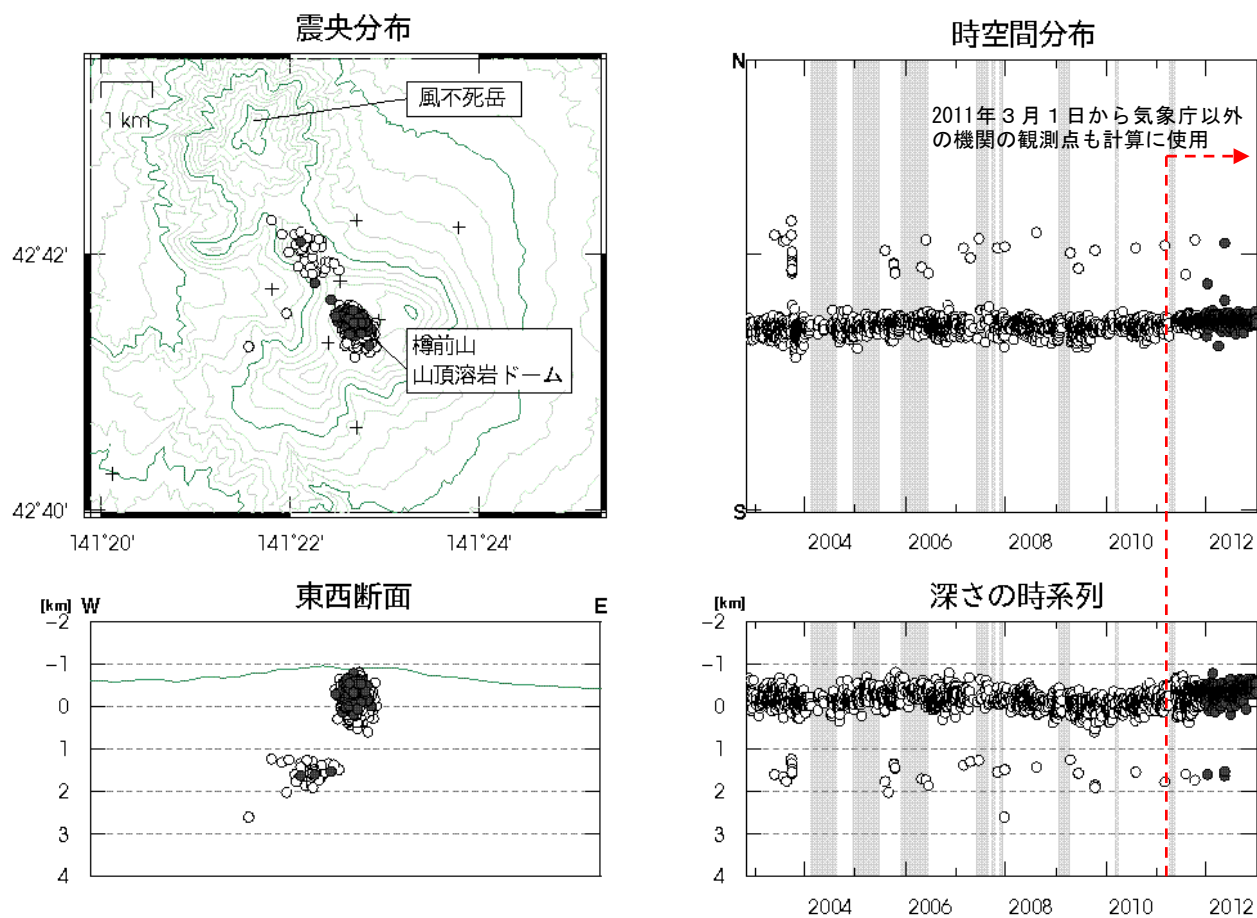 震央分布
1 km
風不死岳
42°42'
樽前山
山頂溶岩ドーム
42°40'
141°20'
141°22'
141°24'
時空間分布
N
2011年3月1日から気象庁以外
の機関の観測点も計算に使用
S
2004
2006
2008
2010
2012
東西断面
[km]
W
E
-2
-1
0
1
2
3
4
深さの時系列
[km]
-2
-1
0
1
2
3
4
2004
2006
2008
2010
2012